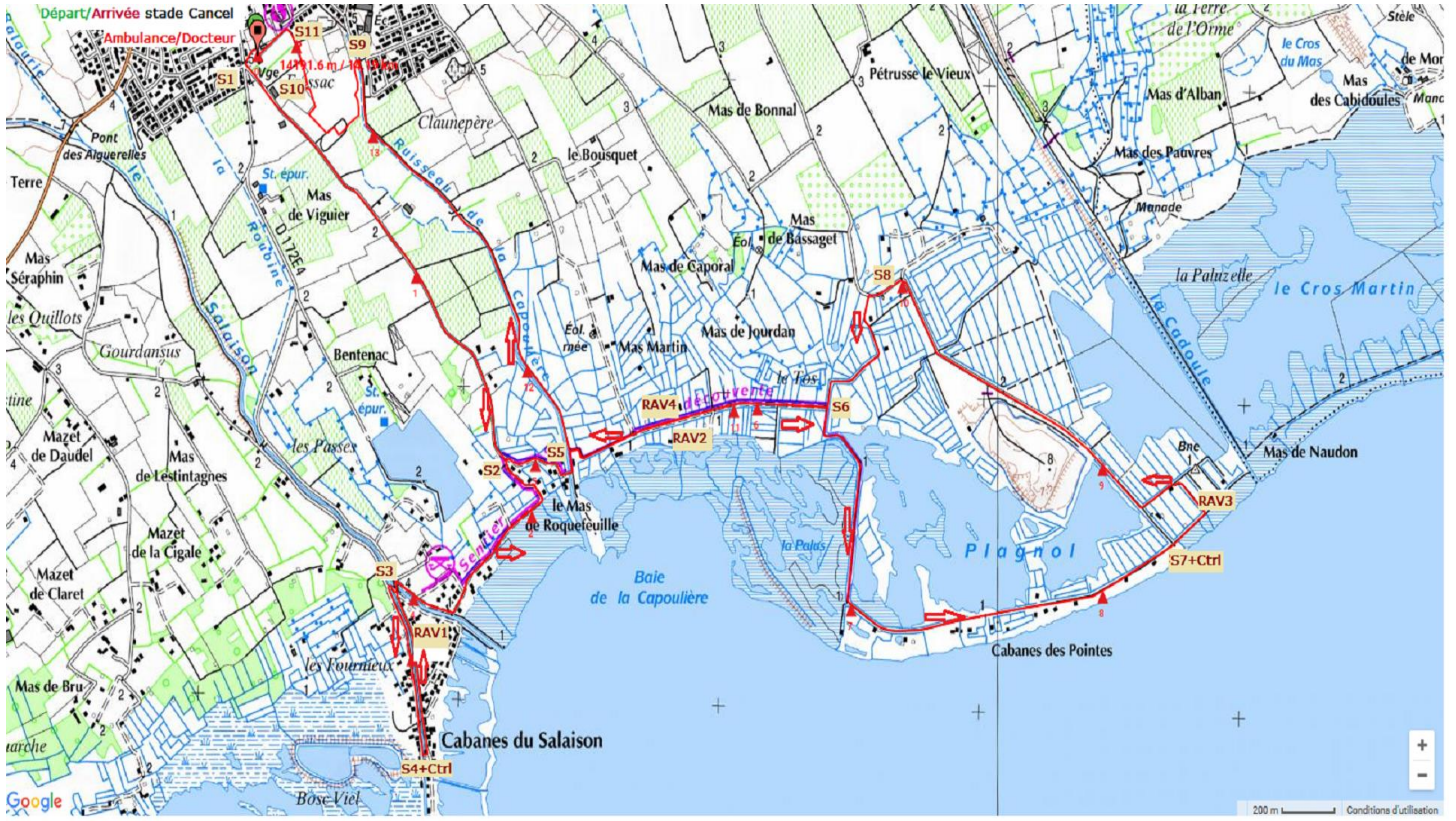 Départ/Arrivée stade Cancel
Ambulance/Docteur
S11
S9
S1
S10
Vge
14191.6 m
Pont
des Aiguerelles
Terre
St. épur.
la
Roubine
D 172E4
Mas
de Viguier
Claunepère
Ruisseau de la Capoulière
le Bousquet
Mas de Bonnal
Pétrusse le Vieux
la Terre
de l'Orme
Stèle
le Cros
du Mas
Mas
des Cabidoules
Mas d'Alban
Mas des Pauvres
Manade
Mas
Séraphin
les Quillots
Gourdansus
le Salaison
Bentenac
St.
épur.
Éol.
Mas
de Bassaget
Mas de Caporal
Mas de Jourdan
Mas Martin
le Tos
S8
la Cadoule
la Paluzelle
le Cros Martin
RAV4
découverte
S6
RAV2
S5
S2
les Passes
Mazet
de Daudel
Mas
de Lestintagnes
Mazet
de la Cigale
Mazet
de Claret
le Mas
de Roquefeuille
Sentier
S3
RAV1
les Fournieux
Mas de Bru
Cabanes du Salaison
S4+Ctrl
Bosc Viel
Baie
de la Capoulière
la Palus
Plagnol
Bne
Mas de Naudon
RAV3
S7+Ctrl
Cabanes des Pointes
Google
200 m
Conditions d'utilisation